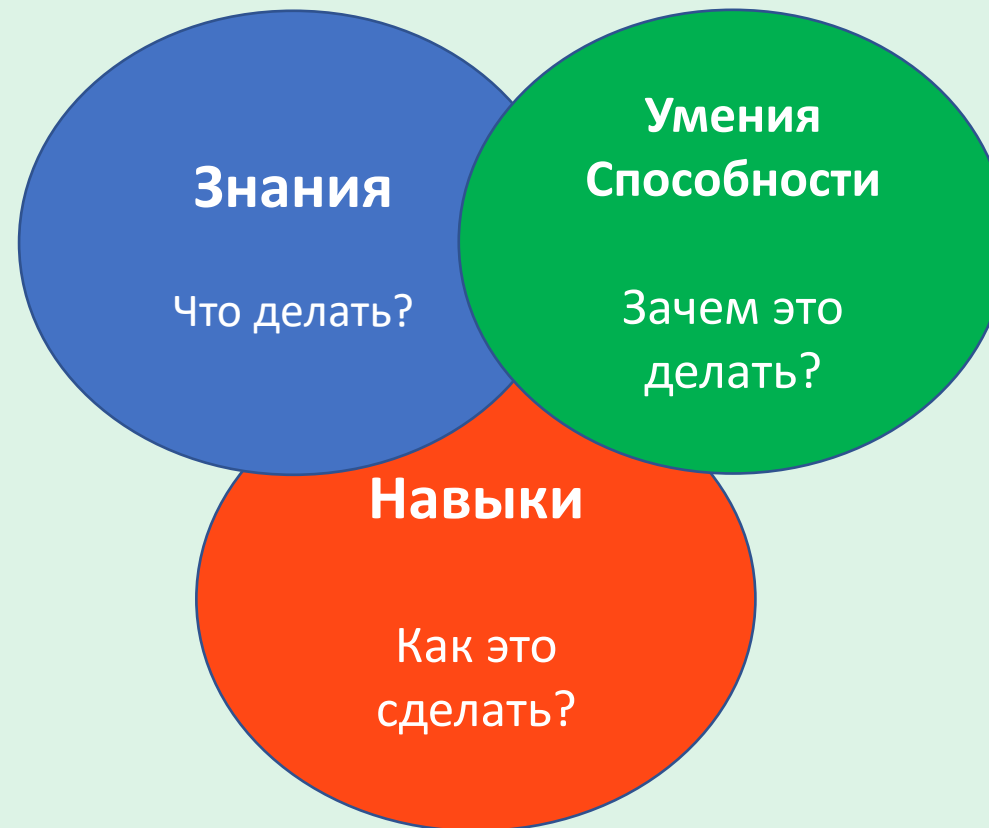 Знания
Что делать?
Умения
Способности
Зачем это
делать?
Навыки
Как это
сделать?